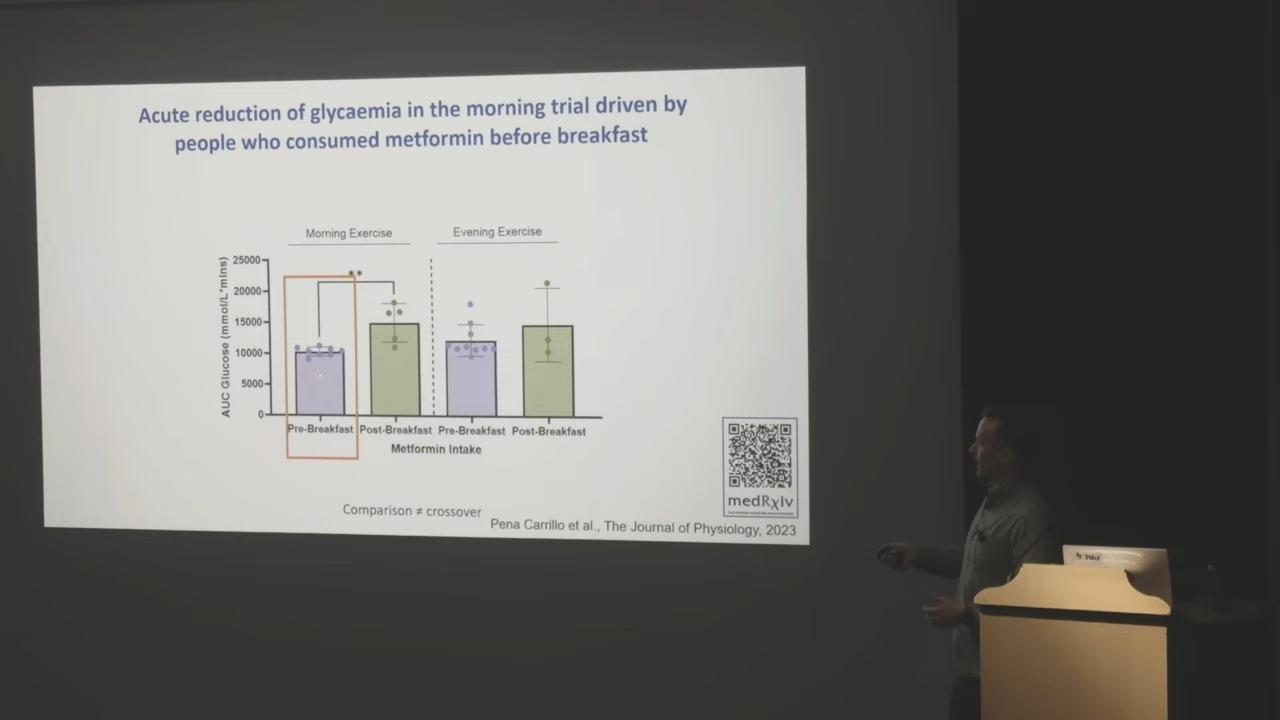 Acute reduction of glycaemia in the morning trial driven by
people who consumed metformin before breakfast
Morning Exercise
Evening Exercise
**
AUC Glucose (mmol/L*mins)
25000
20000
15000
10000
5000
0
Pre-Breakfast Post-Breakfast Pre-Breakfast Post-Breakfast
Metformin Intake
medRχiv
Comparison ≠ crossover
Pena Carrillo et al., The Journal of Physiology, 2023